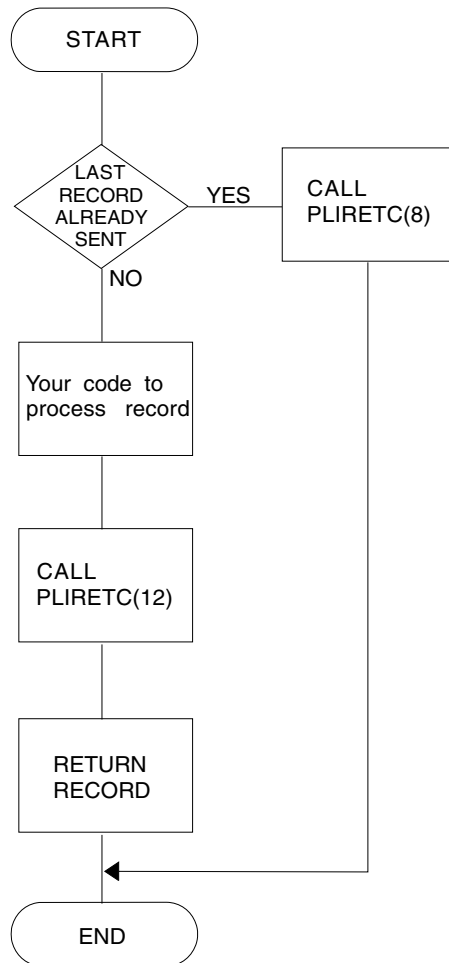 START
LAST
RECORD
ALREADY
SENT
YES
CALL
PLIRETC(8)
NO
Your code to
process record
CALL
PLIRETC(12)
RETURN
RECORD
END